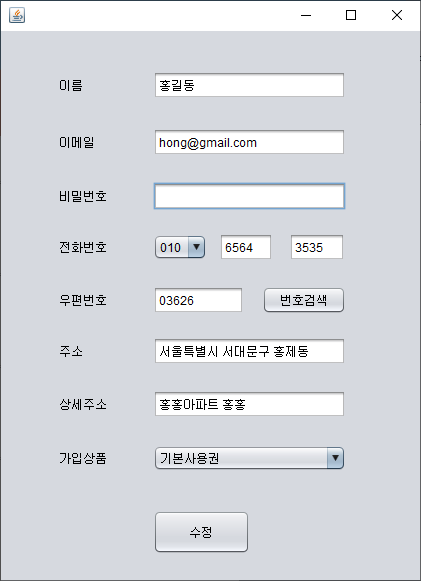 이름 홍길동
이메일 hong@gmail.com
비밀번호
전화번호 010 6564 3535
우편번호 03626 번호검색
주소 서울특별시 서대문구 홍제동
상세주소 홍홍아파트 홍홍
가입상품 기본사용권
수정